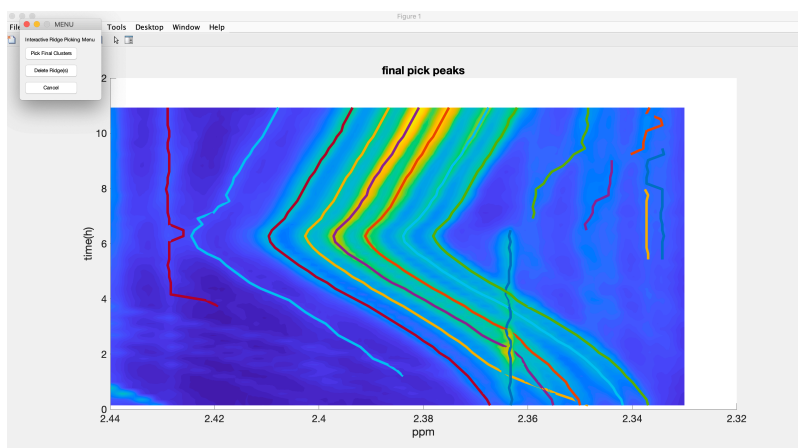 Figure 1
MENU
Tools Desktop Window Help
Interactive Ridge Picking Menu
Pick Final Clusters
Delete Ridge(s)
Cancel
final pick peaks
10
8
6
4
2
0
time(h)
2.44
2.42
2.4
2.38
2.36
2.34
2.32
ppm